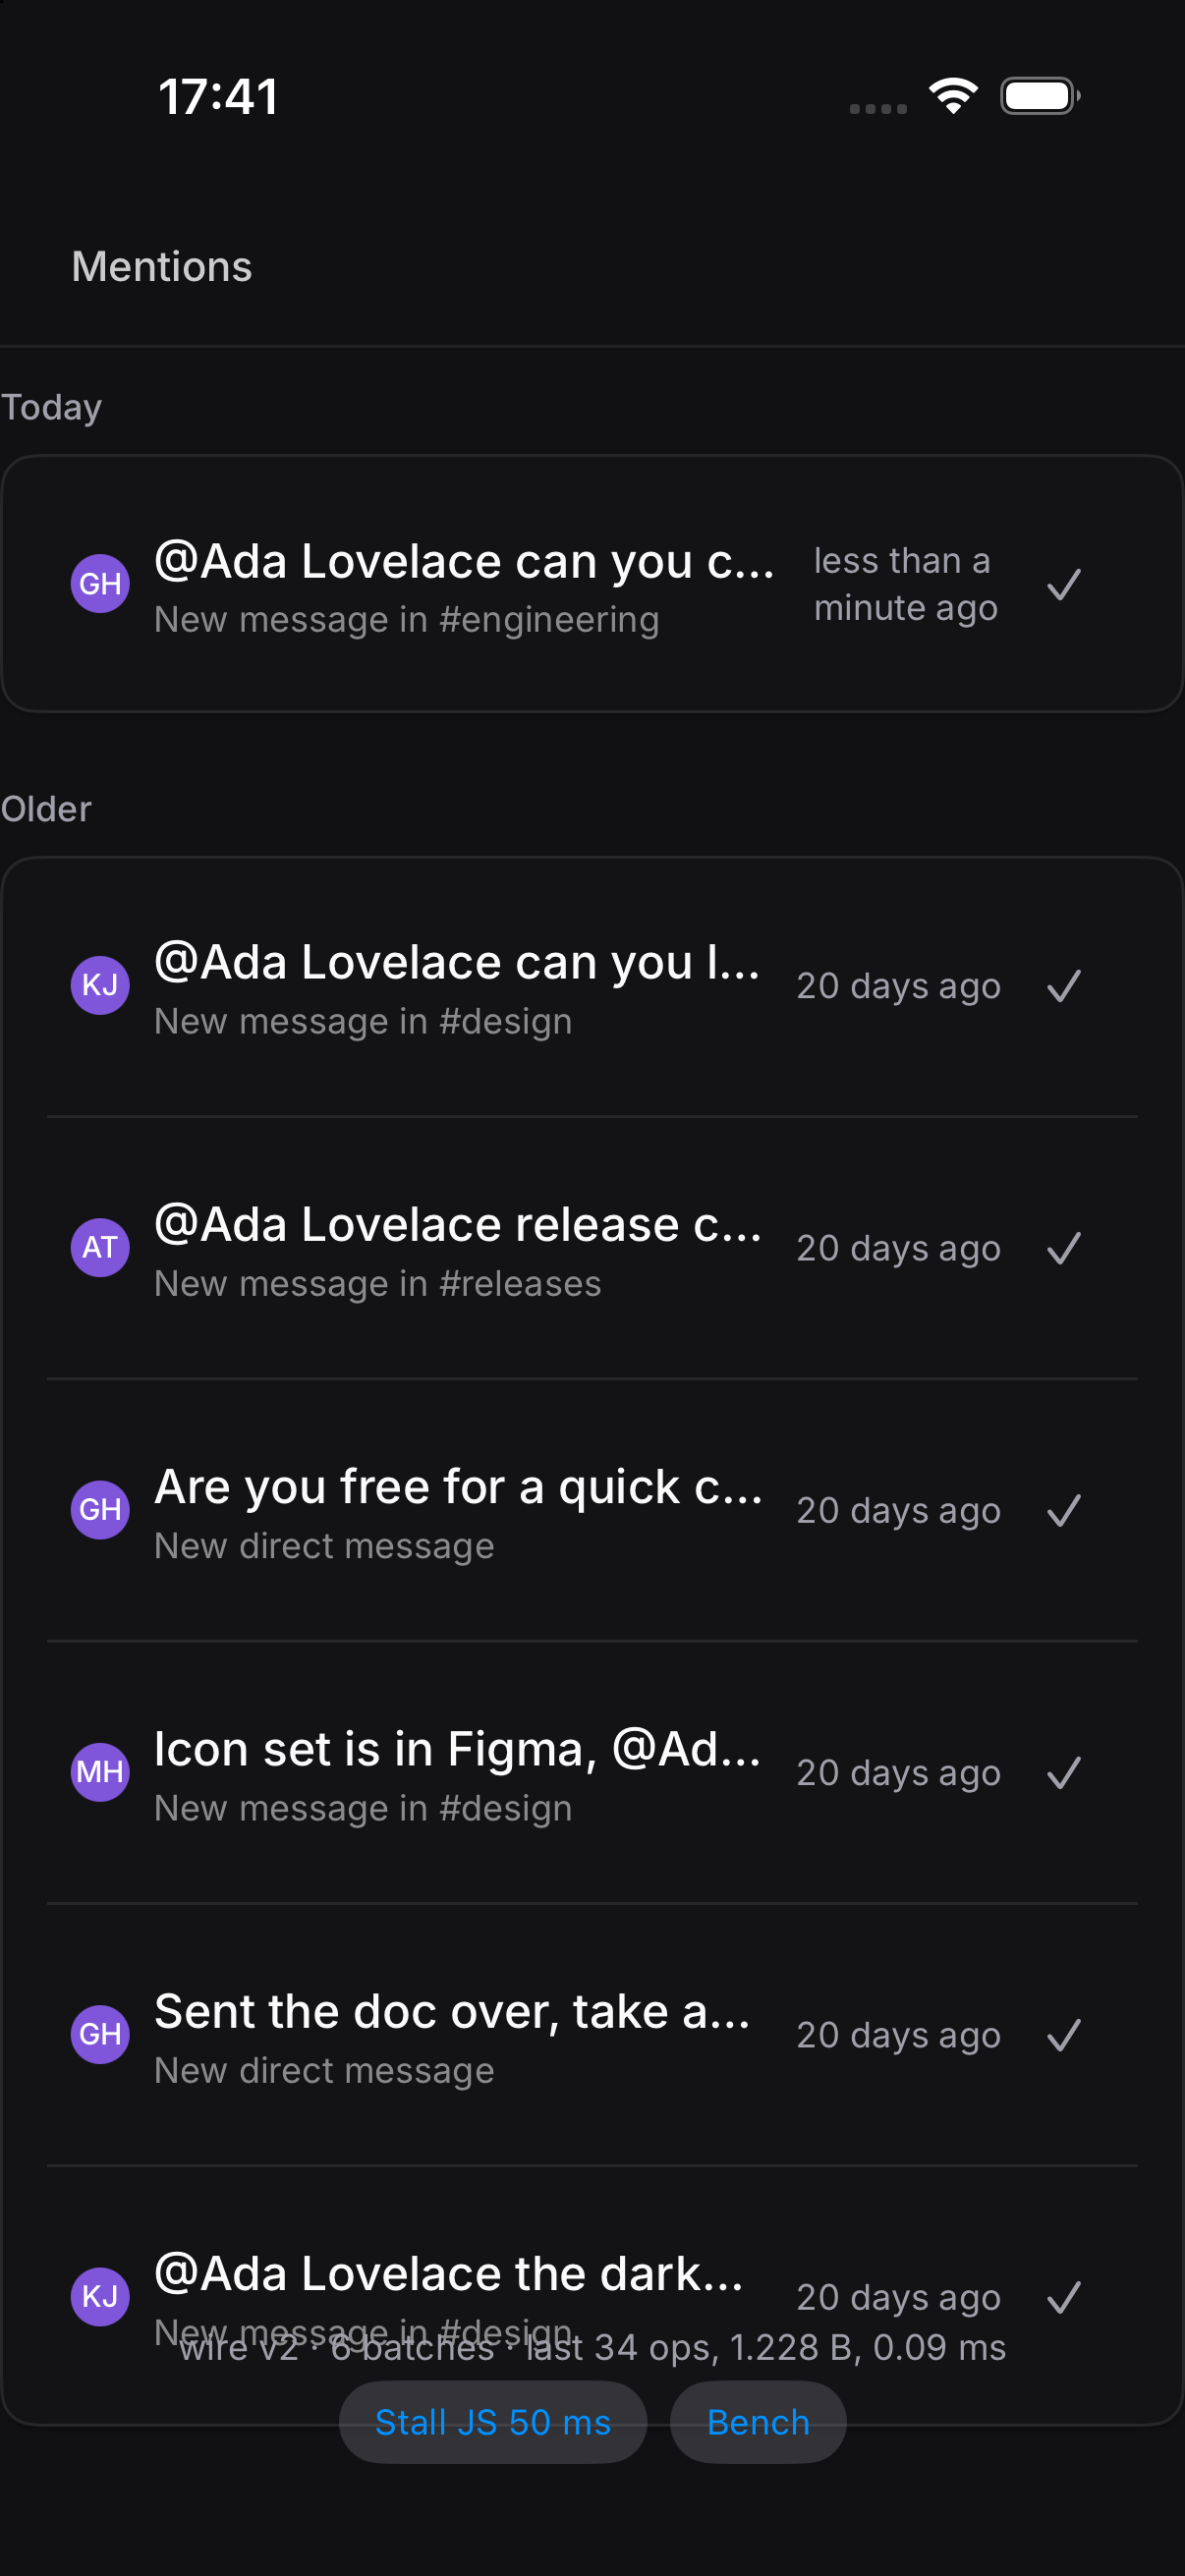 17:41
Mentions
Today
GH
@Ada Lovelace can you c...
New message in #engineering
less than a
minute ago
Older
KJ
@Ada Lovelace can you l...
New message in #design
20 days ago
AT
@Ada Lovelace release c...
New message in #releases
20 days ago
GH
Are you free for a quick c...
New direct message
20 days ago
MH
Icon set is in Figma, @Ad...
New message in #design
20 days ago
GH
Sent the doc over, take a...
New direct message
20 days ago
KJ
@Ada Lovelace the dark...
New message in #design
20 days ago
wire v2 · 6 batches · last 34 ops, 1.228 B, 0.09 ms
Stall JS 50 ms
Bench